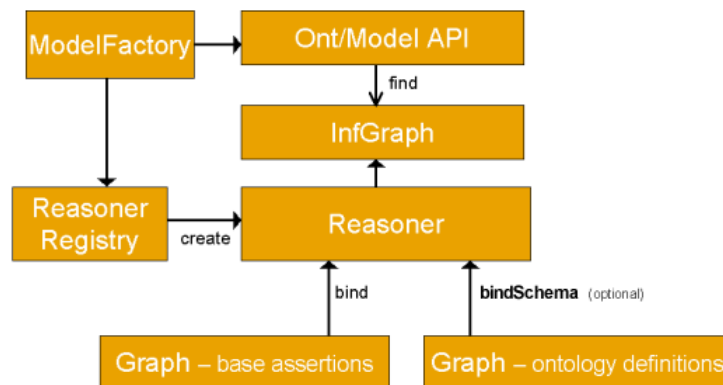 ModelFactory
Ont/Model API
find
InfGraph
Reasoner
Registry
create
Reasoner
bind
bindSchema (optional)
Graph – base assertions
Graph – ontology definitions